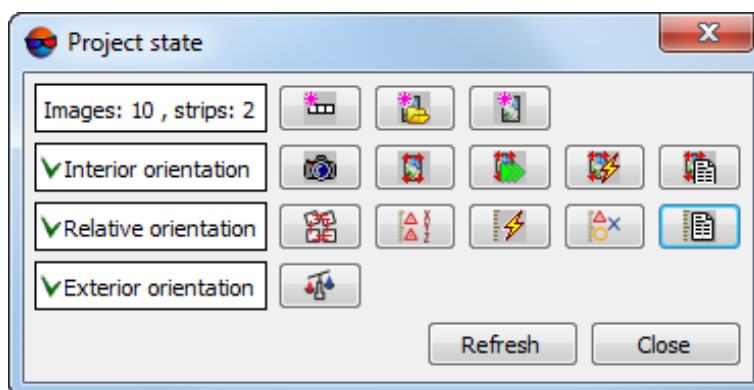 Project state
Images: 10 , strips: 2
Interior orientation
Relative orientation
X
Y
Z
Exterior orientation
Refresh
Close